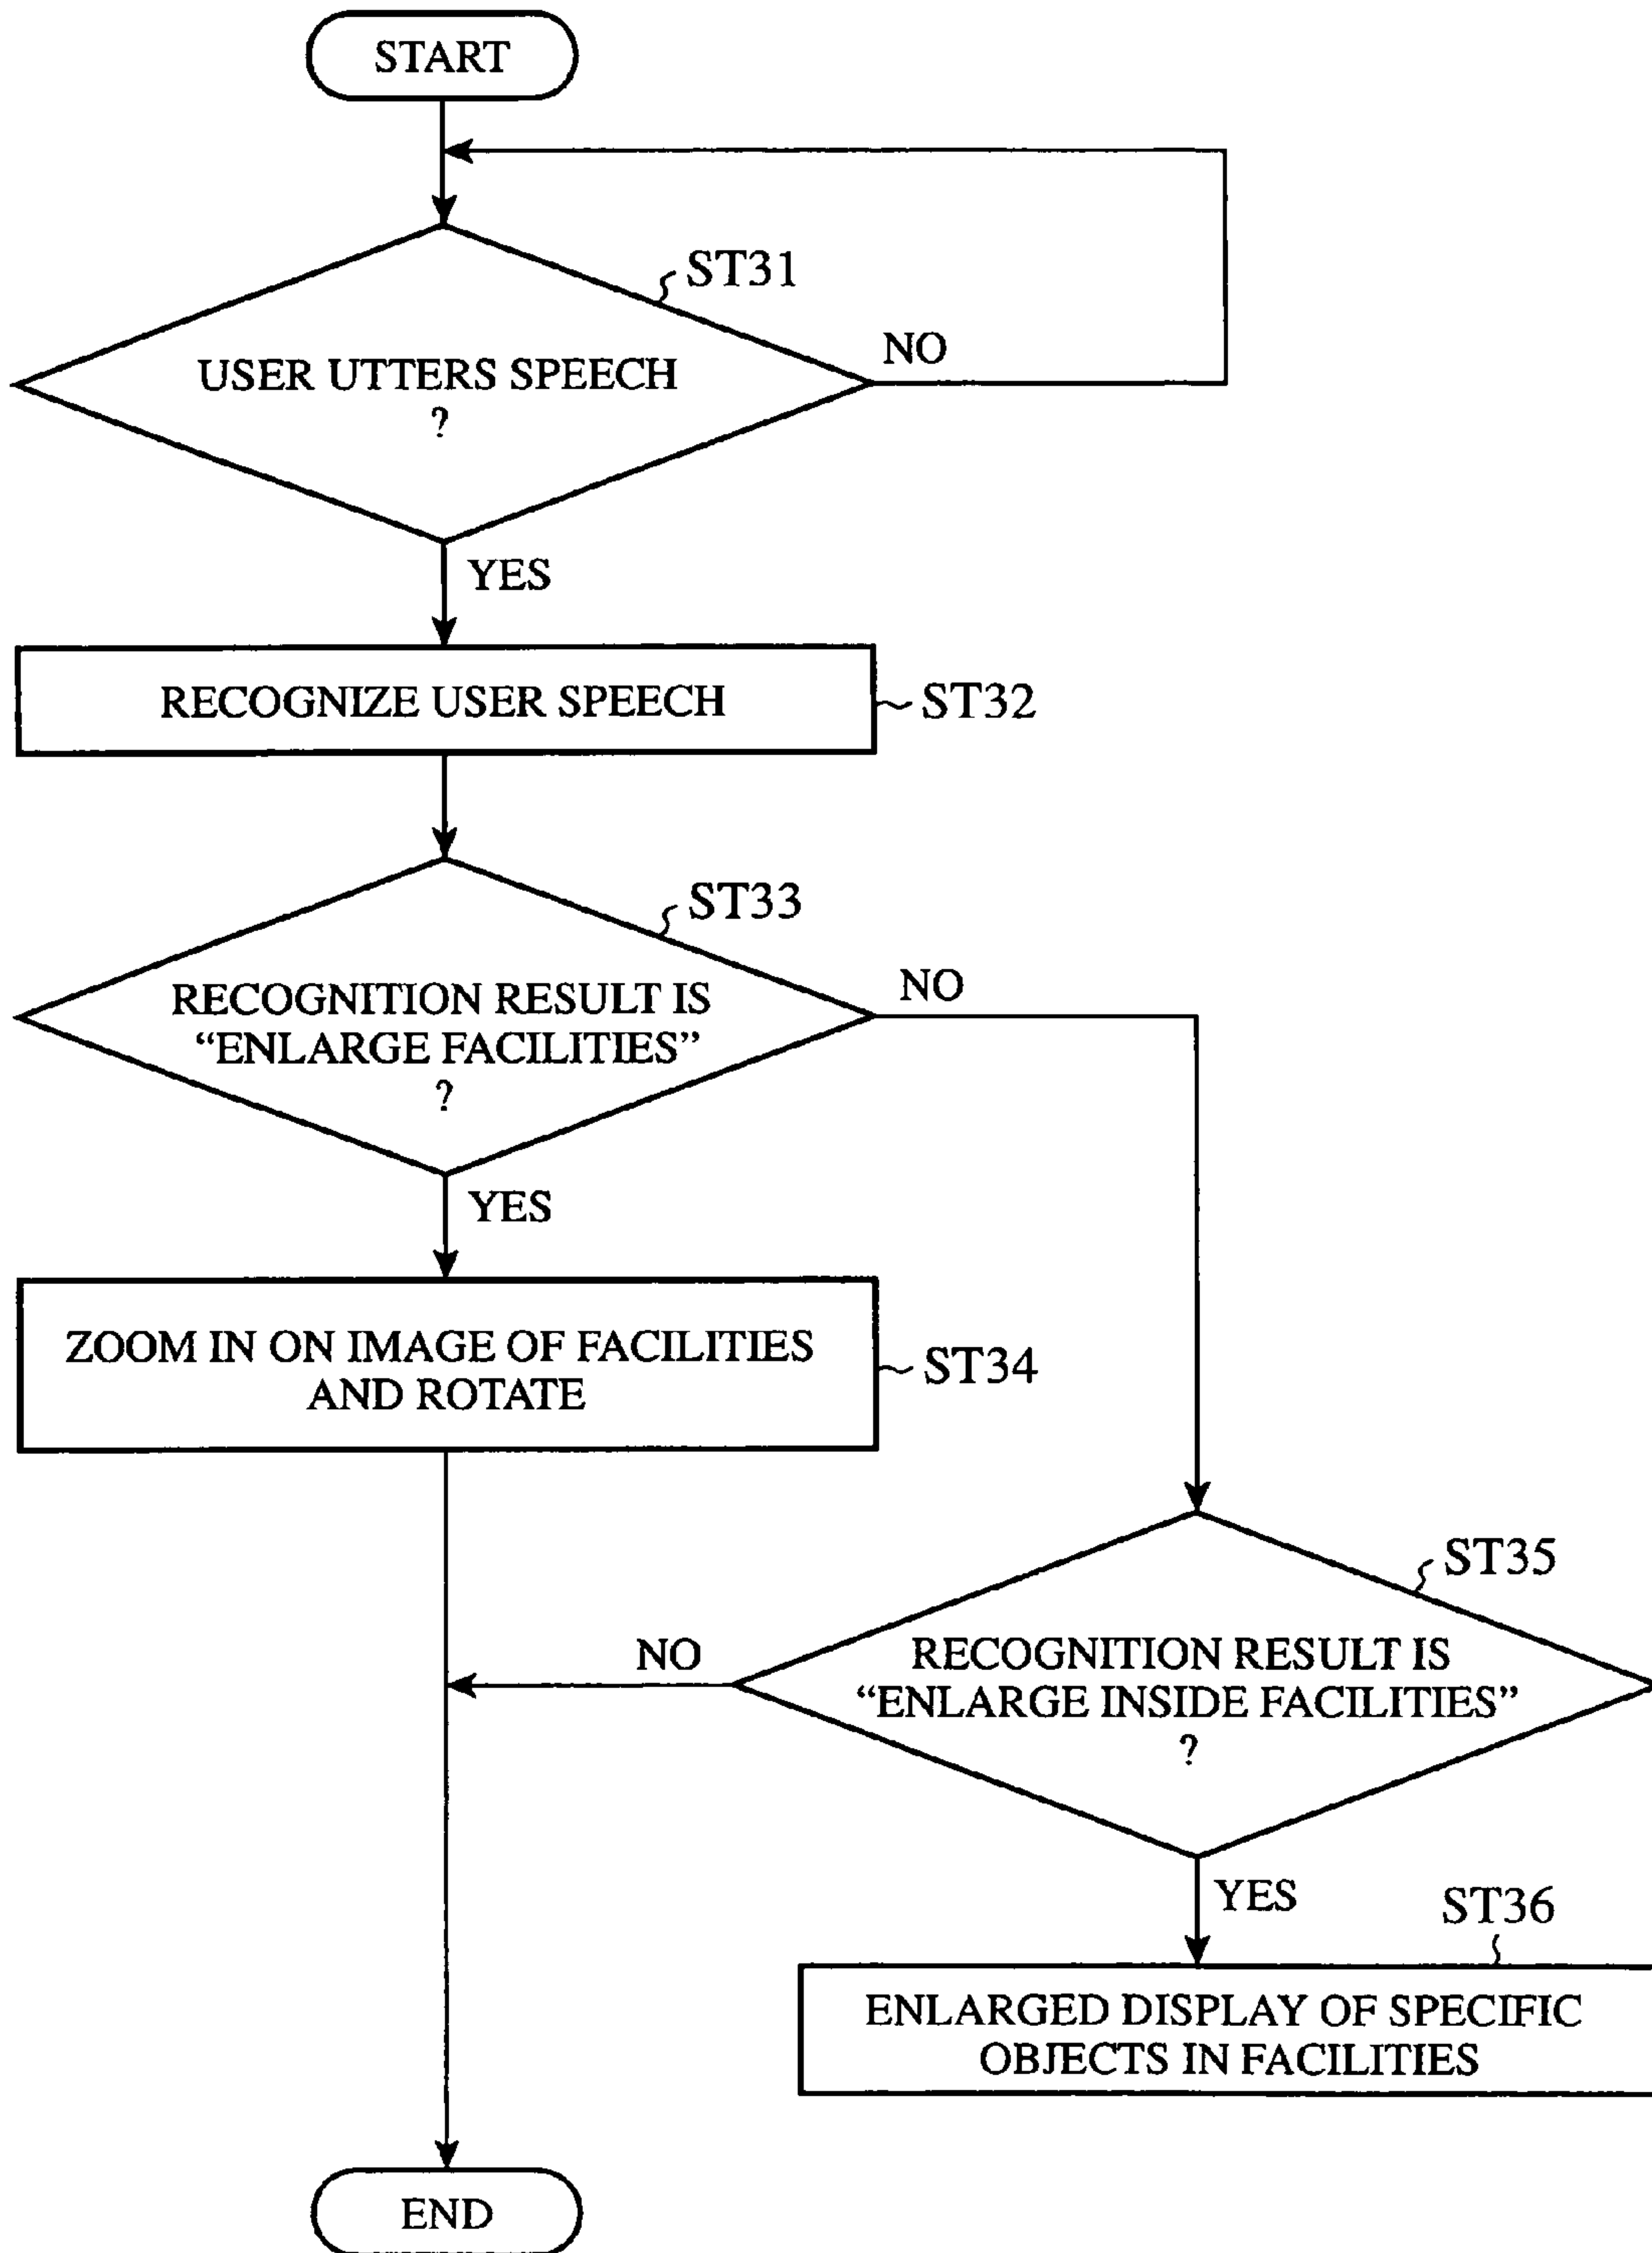 START
ST31
USER UTTERS SPEECH
?
NO
YES
RECOGNIZE USER SPEECH
ST32
ST33
RECOGNITION RESULT IS
“ENLARGE FACILITIES”
?
NO
YES
ZOOM IN ON IMAGE OF FACILITIES
AND ROTATE
ST34
ST35
RECOGNITION RESULT IS
“ENLARGE INSIDE FACILITIES”
?
NO
YES
ST36
ENLARGED DISPLAY OF SPECIFIC
OBJECTS IN FACILITIES
END